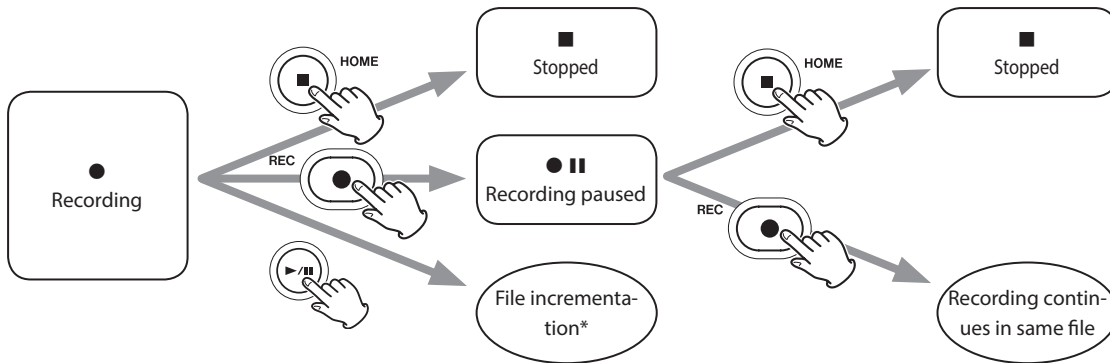 HOME
Stopped
HOME
Stopped
Recording
REC
Recording paused
REC
File incrementa-
tion*
Recording contin-
ues in same file